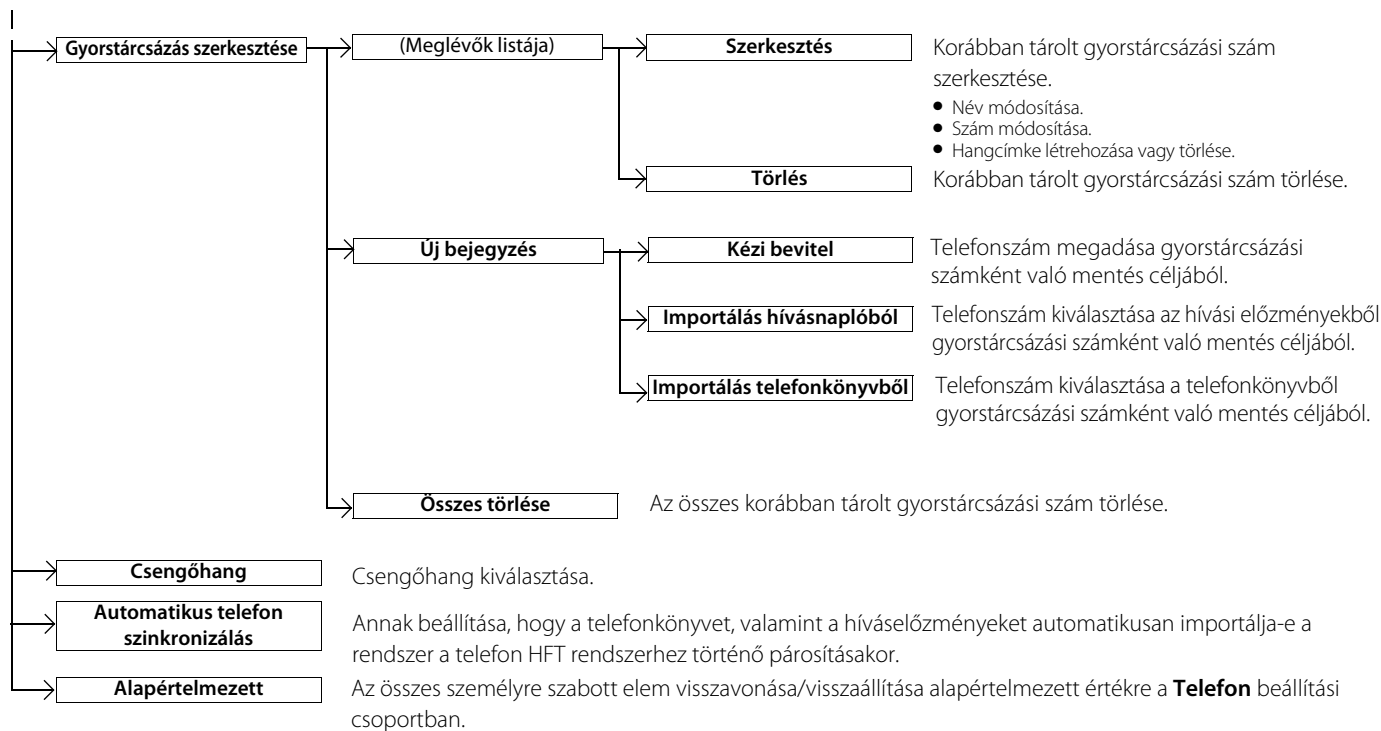 Gyorstárcsázás szerkesztése
(Meglévők listája)
Szerkesztés
Korábban tárolt gyorstárcsázási szám
szerkesztése.
● Név módosítása.
● Szám módosítása.
● Hangcímke létrehozása vagy törlése.
Törlés
Korábban tárolt gyorstárcsázási szám törlése.
Új bejegyzés
Kézi bevitel
Telefonszám megadása gyorstárcsázási
számként való mentés céljából.
Importálás hívásnaplóból
Telefonszám kiválasztása az hívási előzményekből
gyorstárcsázási számként való mentés céljából.
Importálás telefonkönyvből
Telefonszám kiválasztása a telefonkönyvből
gyorstárcsázási számként való mentés céljából.
Összes törlése
Az összes korábban tárolt gyorstárcsázási szám törlése.
Csengőhang
Csengőhang kiválasztása.
Automatikus telefon
szinkronizálás
Annak beállítása, hogy a telefonkönyvet, valamint a híváselőzményeket automatikusan importálja-e a
rendszer a telefon HFT rendszerhez történő párosításakor.
Alapértelmezett
Az összes személyre szabott elem visszavonása/visszaállítása alapértelmezett értékre a Telefon beállítási
csoportban.